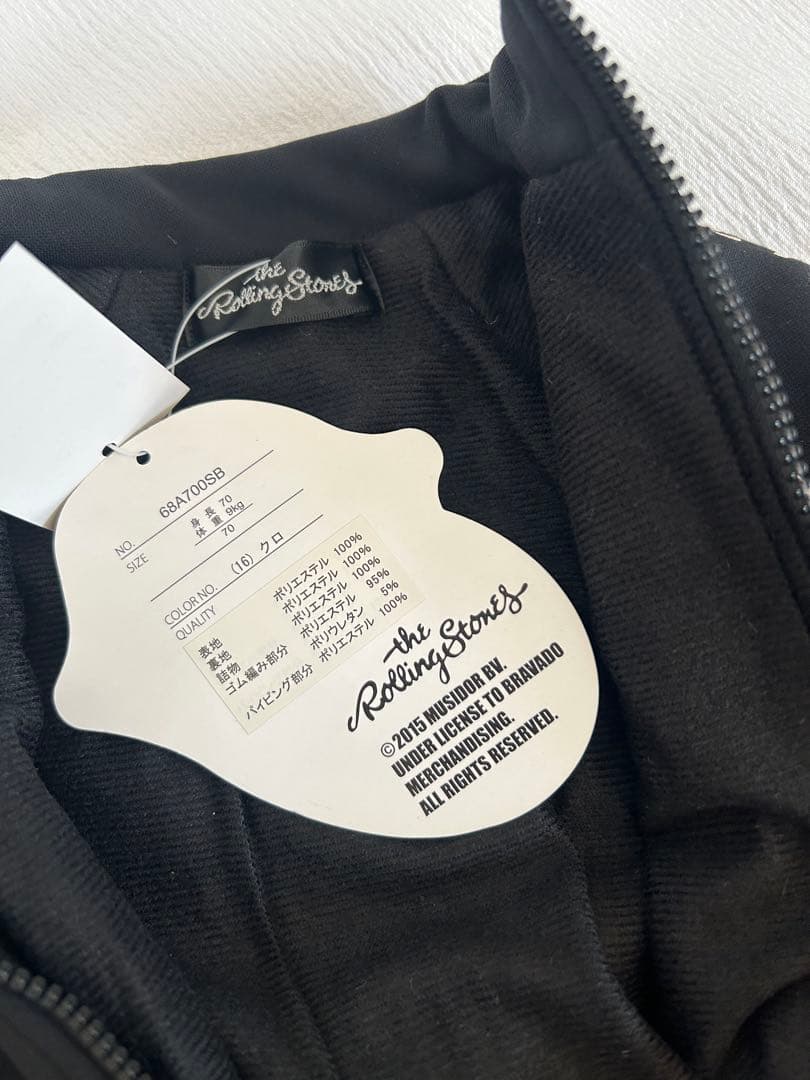 the
Rolling Stones
NO. 68A700SB
SIZE 身長 70
体重 9kg
70
COLOR NO. (16) クロ
QUALITY
表地 ポリエステル 100%
裏地 ポリエステル 100%
詰物 ポリエステル 100%
ゴム編み部分 ポリエステル 95%
ポリウレタン 5%
パイピング部分 ポリエステル 100%
the
Rolling Stones
©2015 MUSIDOR BV.
UNDER LICENSE TO BRAVADO
MERCHANDISING.
ALL RIGHTS RESERVED.